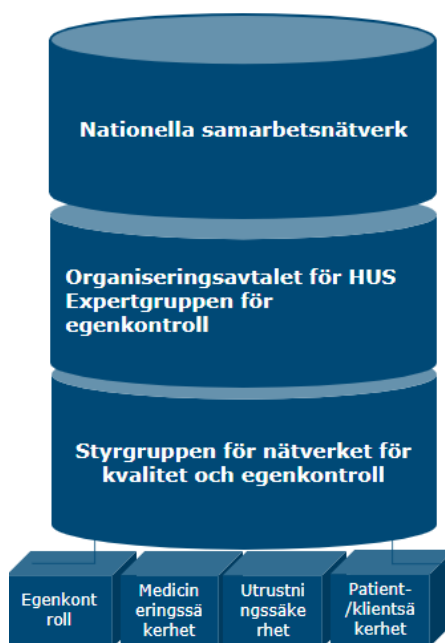 Nationella samarbetsnätverk
Organiseringsavtalet för HUS
Expertgruppen för
egenkontroll
Styrgruppen för nätverket för
kvalitet och egenkontroll
Egenkont
roll
Medicin
eringssä
kerhet
Utrustni
ngssäke
rhet
Patient-
/klientsä
kerhet